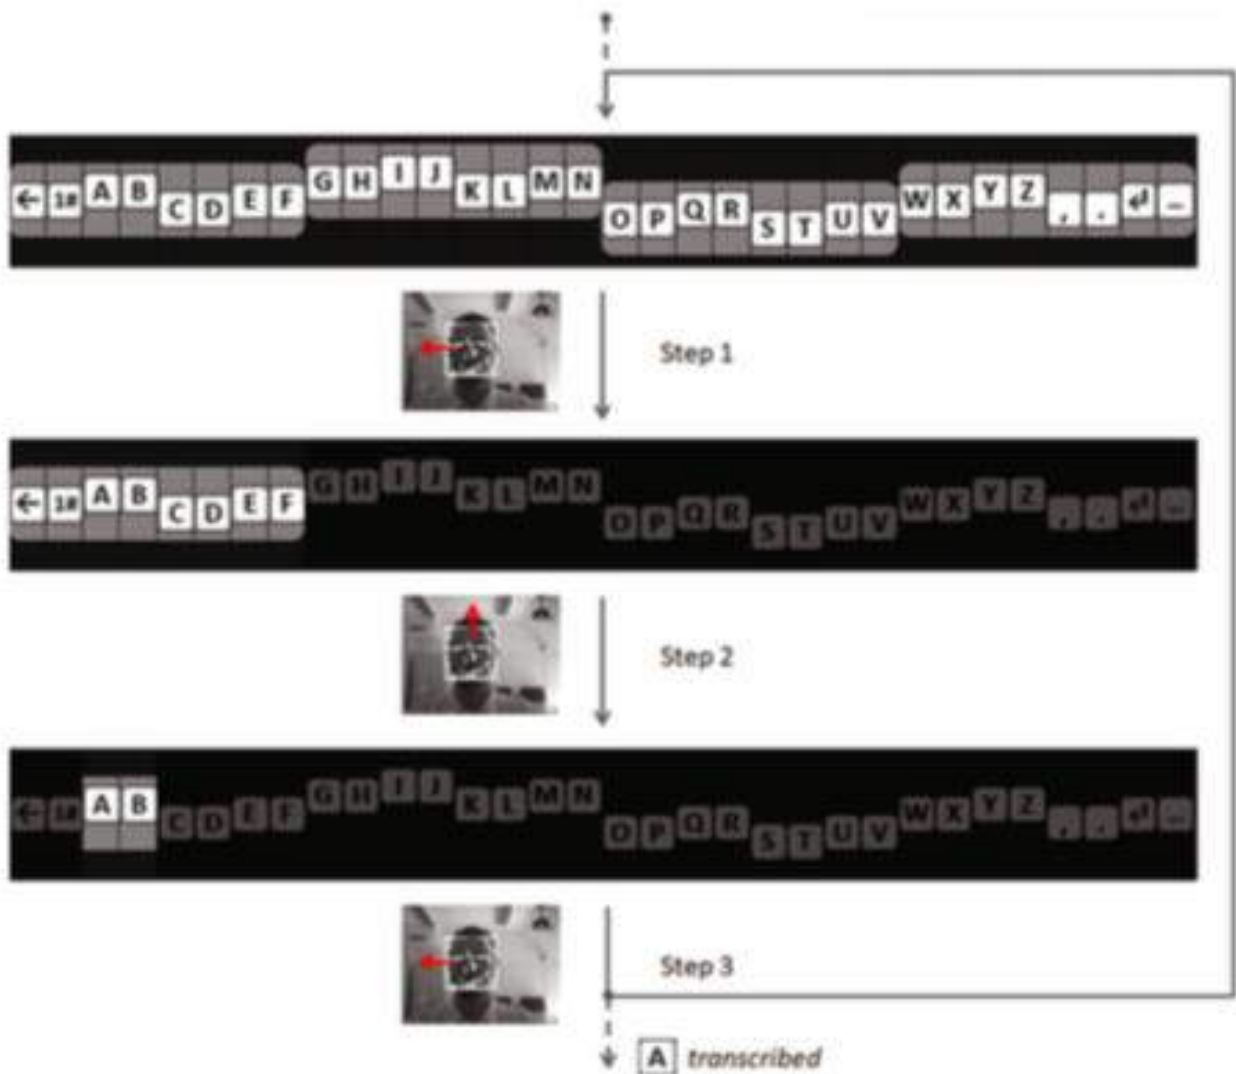 ← 1# A B C D E F G H I J K L M N O P Q R S T U V W X Y Z , . ↵ _
Step 1
← 1# A B C D E F G H I J K L M N O P Q R S T U V W X Y Z , . ↵ _
Step 2
← 1# A B C D E F G H I J K L M N O P Q R S T U V W X Y Z , . ↵ _
Step 3
A transcribed